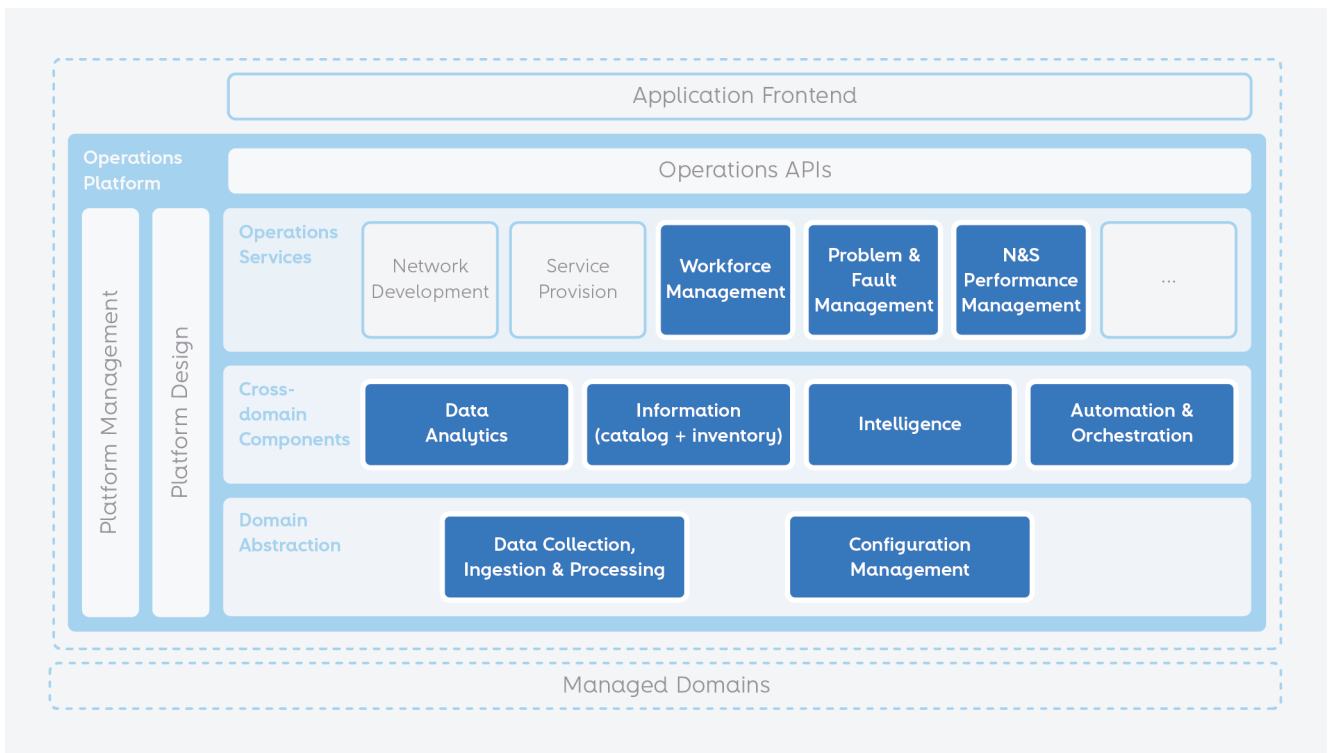 Application Frontend
Operations
Platform
Operations APIs
Platform Management
Platform Design
Operations
Services
Network
Development
Service
Provision
Workforce
Management
Problem &
Fault
Management
N&S
Performance
Management
...
Cross-
domain
Components
Data
Analytics
Information
(catalog + inventory)
Intelligence
Automation &
Orchestration
Domain
Abstraction
Data Collection,
Ingestion & Processing
Configuration
Management
Managed Domains